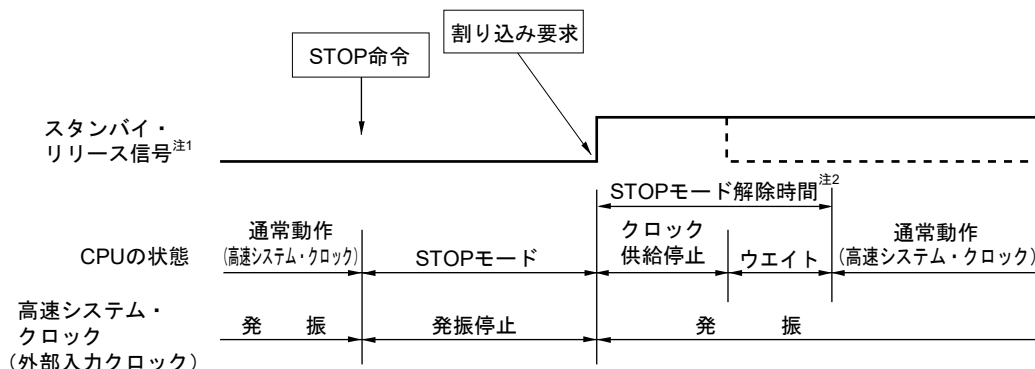 STOP命令
割り込み要求
スタンバイ・
リリース信号注1
STOPモード解除時間注2
CPUの状態
通常動作
(高速システム・クロック)
STOPモード
クロック
供給停止
ウエイト
通常動作
(高速システム・クロック)
高速システム・
クロック
(外部入力クロック)
発 振
発振停止
発 振